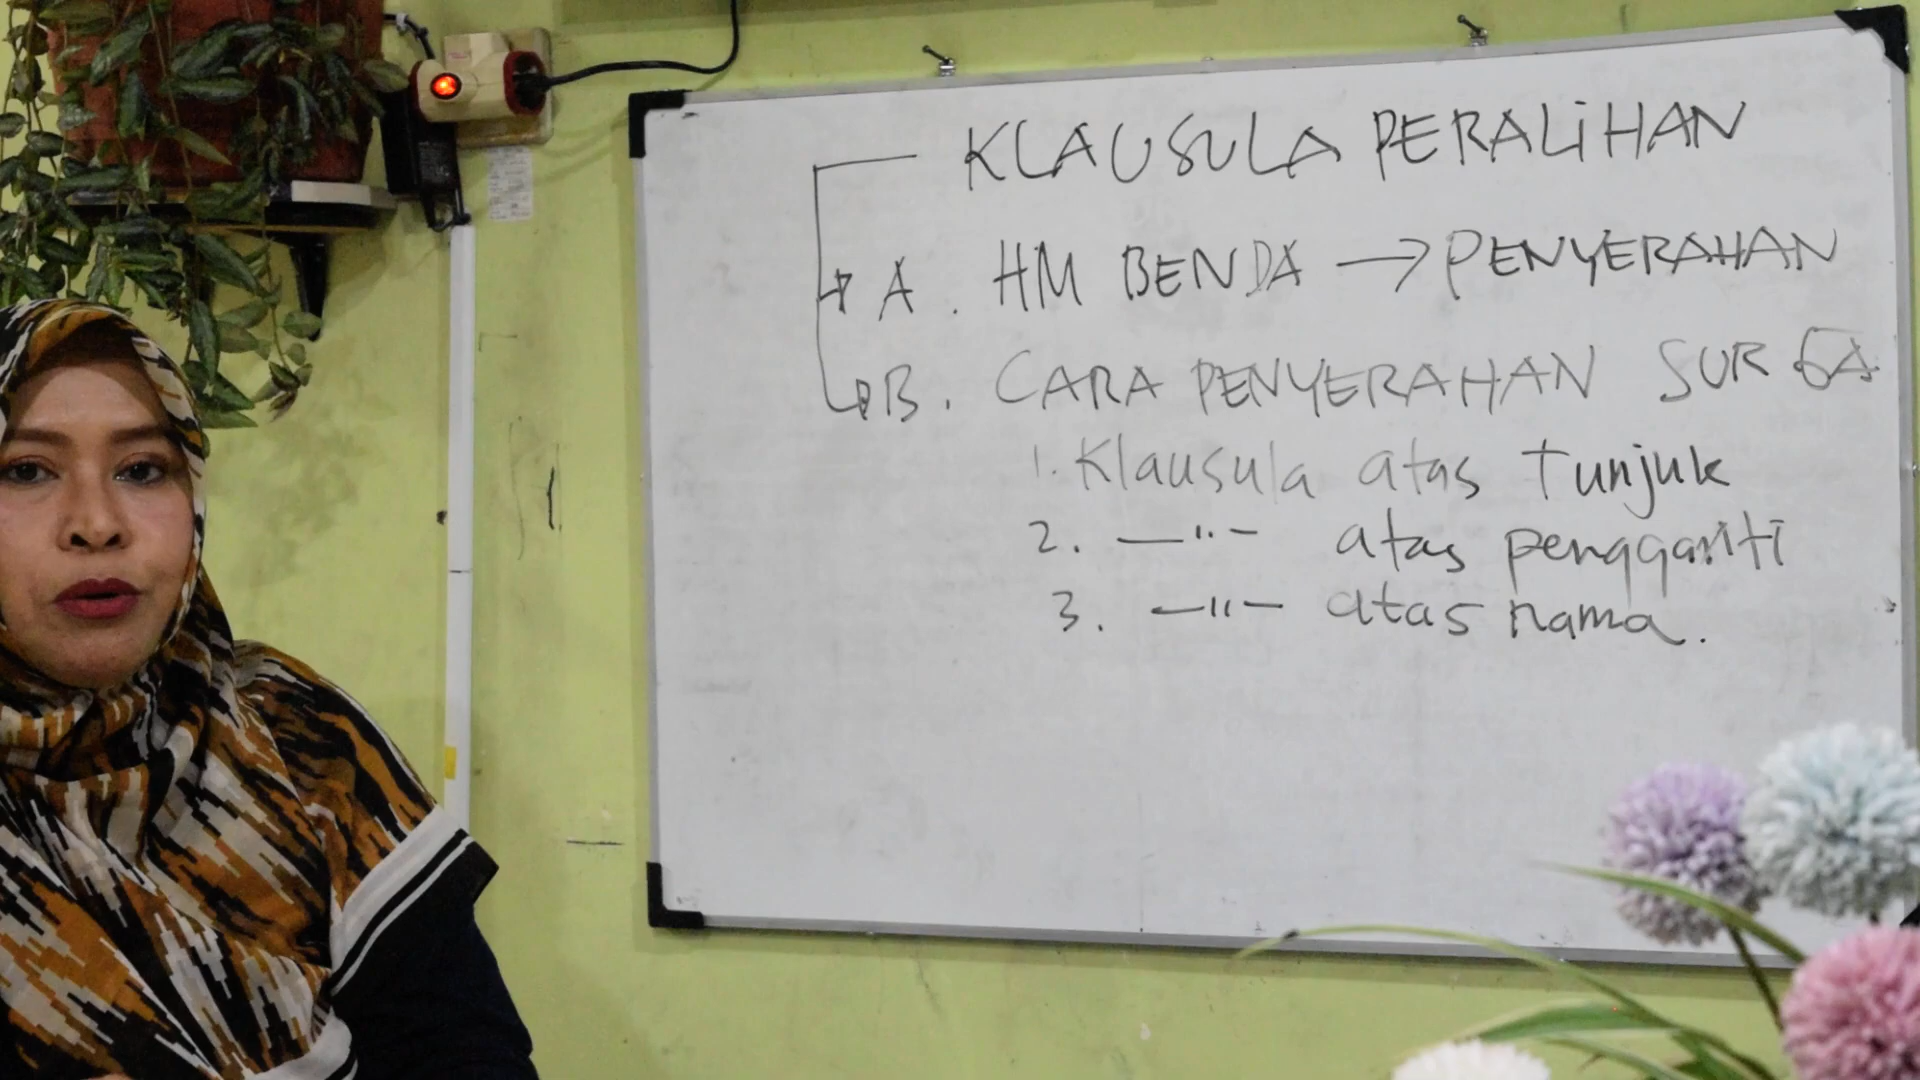 KLAUSULA PERALiHAN
A. HM BENDA → PENYERAHAN
B. CARA PENYERAHAN SURGA
1. Klausula atas Tunjuk
2. —"— atas pengganti
3. —"— atas nama.